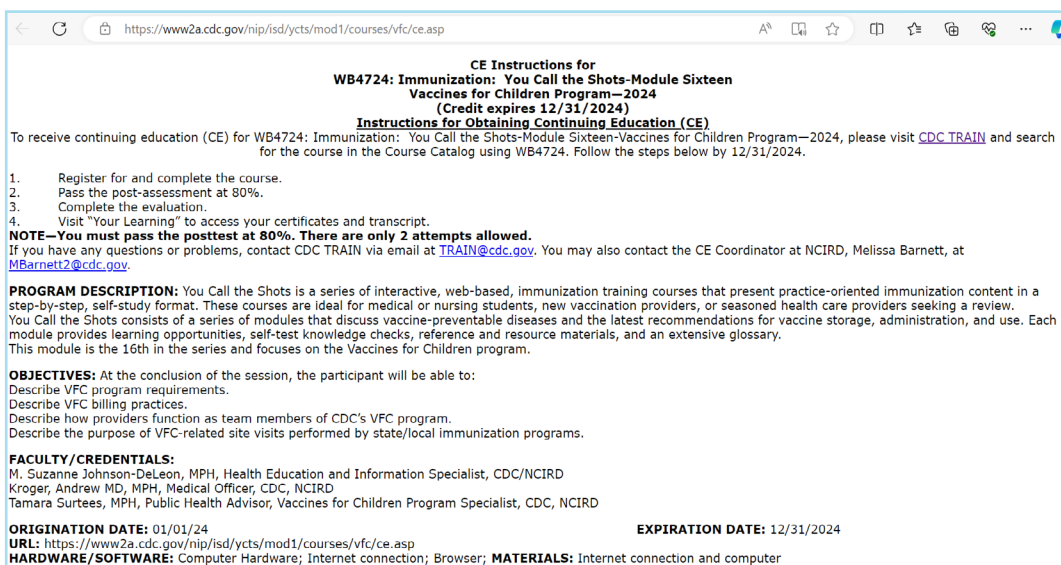 https://www2a.cdc.gov/nip/isd/ycts/mod1/courses/vfc/ce.asp
CE Instructions for
WB4724: Immunization: You Call the Shots-Module Sixteen
Vaccines for Children Program—2024
(Credit expires 12/31/2024)
Instructions for Obtaining Continuing Education (CE)
To receive continuing education (CE) for WB4724: Immunization: You Call the Shots-Module Sixteen-Vaccines for Children Program—2024, please visit CDC TRAIN and search
for the course in the Course Catalog using WB4724. Follow the steps below by 12/31/2024.
1. Register for and complete the course.
2. Pass the post-assessment at 80%.
3. Complete the evaluation.
4. Visit “Your Learning” to access your certificates and transcript.
NOTE—You must pass the posttest at 80%. There are only 2 attempts allowed.
If you have any questions or problems, contact CDC TRAIN via email at TRAIN@cdc.gov. You may also contact the CE Coordinator at NCIRD, Melissa Barnett, at
MBarnett2@cdc.gov.
PROGRAM DESCRIPTION: You Call the Shots is a series of interactive, web-based, immunization training courses that present practice-oriented immunization content in a
step-by-step, self-study format. These courses are ideal for medical or nursing students, new vaccination providers, or seasoned health care providers seeking a review.
You Call the Shots consists of a series of modules that discuss vaccine-preventable diseases and the latest recommendations for vaccine storage, administration, and use. Each
module provides learning opportunities, self-test knowledge checks, reference and resource materials, and an extensive glossary.
This module is the 16th in the series and focuses on the Vaccines for Children program.
OBJECTIVES: At the conclusion of the session, the participant will be able to:
Describe VFC program requirements.
Describe VFC billing practices.
Describe how providers function as team members of CDC’s VFC program.
Describe the purpose of VFC-related site visits performed by state/local immunization programs.
FACULTY/CREDENTIALS:
M. Suzanne Johnson-DeLeon, MPH, Health Education and Information Specialist, CDC/NCIRD
Kroger, Andrew MD, MPH, Medical Officer, CDC, NCIRD
Tamara Surtees, MPH, Public Health Advisor, Vaccines for Children Program Specialist, CDC, NCIRD
ORIGINATION DATE: 01/01/24 EXPIRATION DATE: 12/31/2024
URL: https://www2a.cdc.gov/nip/isd/ycts/mod1/courses/vfc/ce.asp
HARDWARE/SOFTWARE: Computer Hardware; Internet connection; Browser; MATERIALS: Internet connection and computer